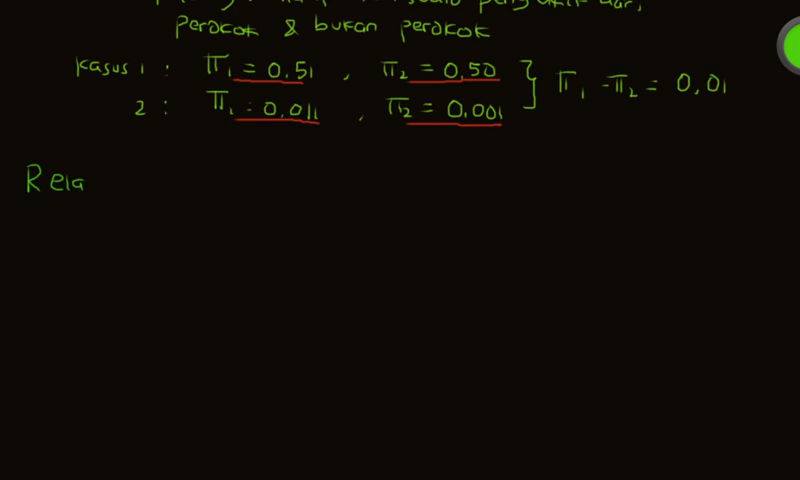 perokok & bukan perokok
Kasus 1 : π₁ = 0.51 , π₂ = 0.50 } π₁ - π₂ = 0,01
2 : π₁ = 0.011 , π₂ = 0.001
Rela